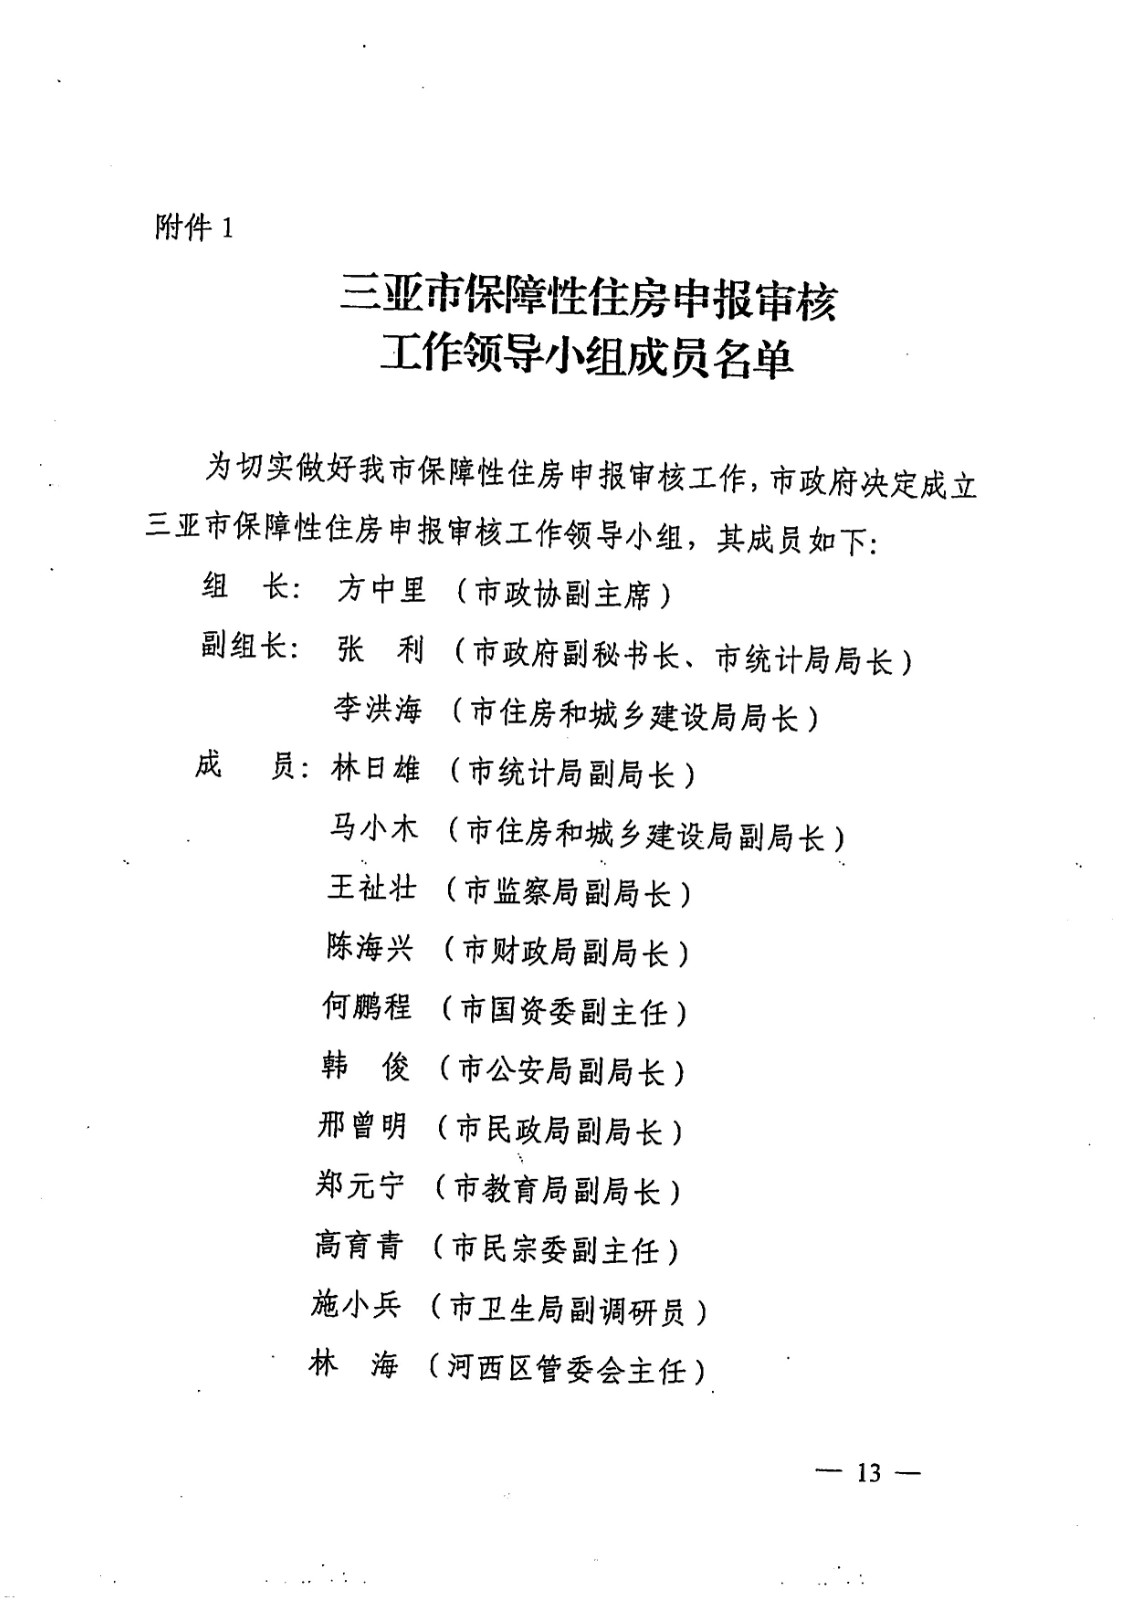 附件 1
三亚市保障性住房申报审核
工作领导小组成员名单
为切实做好我市保障性住房申报审核工作，市政府决定成立
三亚市保障性住房申报审核工作领导小组，其成员如下：
组　长：方中里（市政协副主席）
副组长：张　利（市政府副秘书长、市统计局局长）
李洪海（市住房和城乡建设局局长）
成　员：林日雄（市统计局副局长）
马小木（市住房和城乡建设局副局长）
王祉壮（市监察局副局长）
陈海兴（市财政局副局长）
何鹏程（市国资委副主任）
韩　俊（市公安局副局长）
邢曾明（市民政局副局长）
郑元宁（市教育局副局长）
高育青（市民宗委副主任）
施小兵（市卫生局副调研员）
林　海（河西区管委会主任）
— 13 —